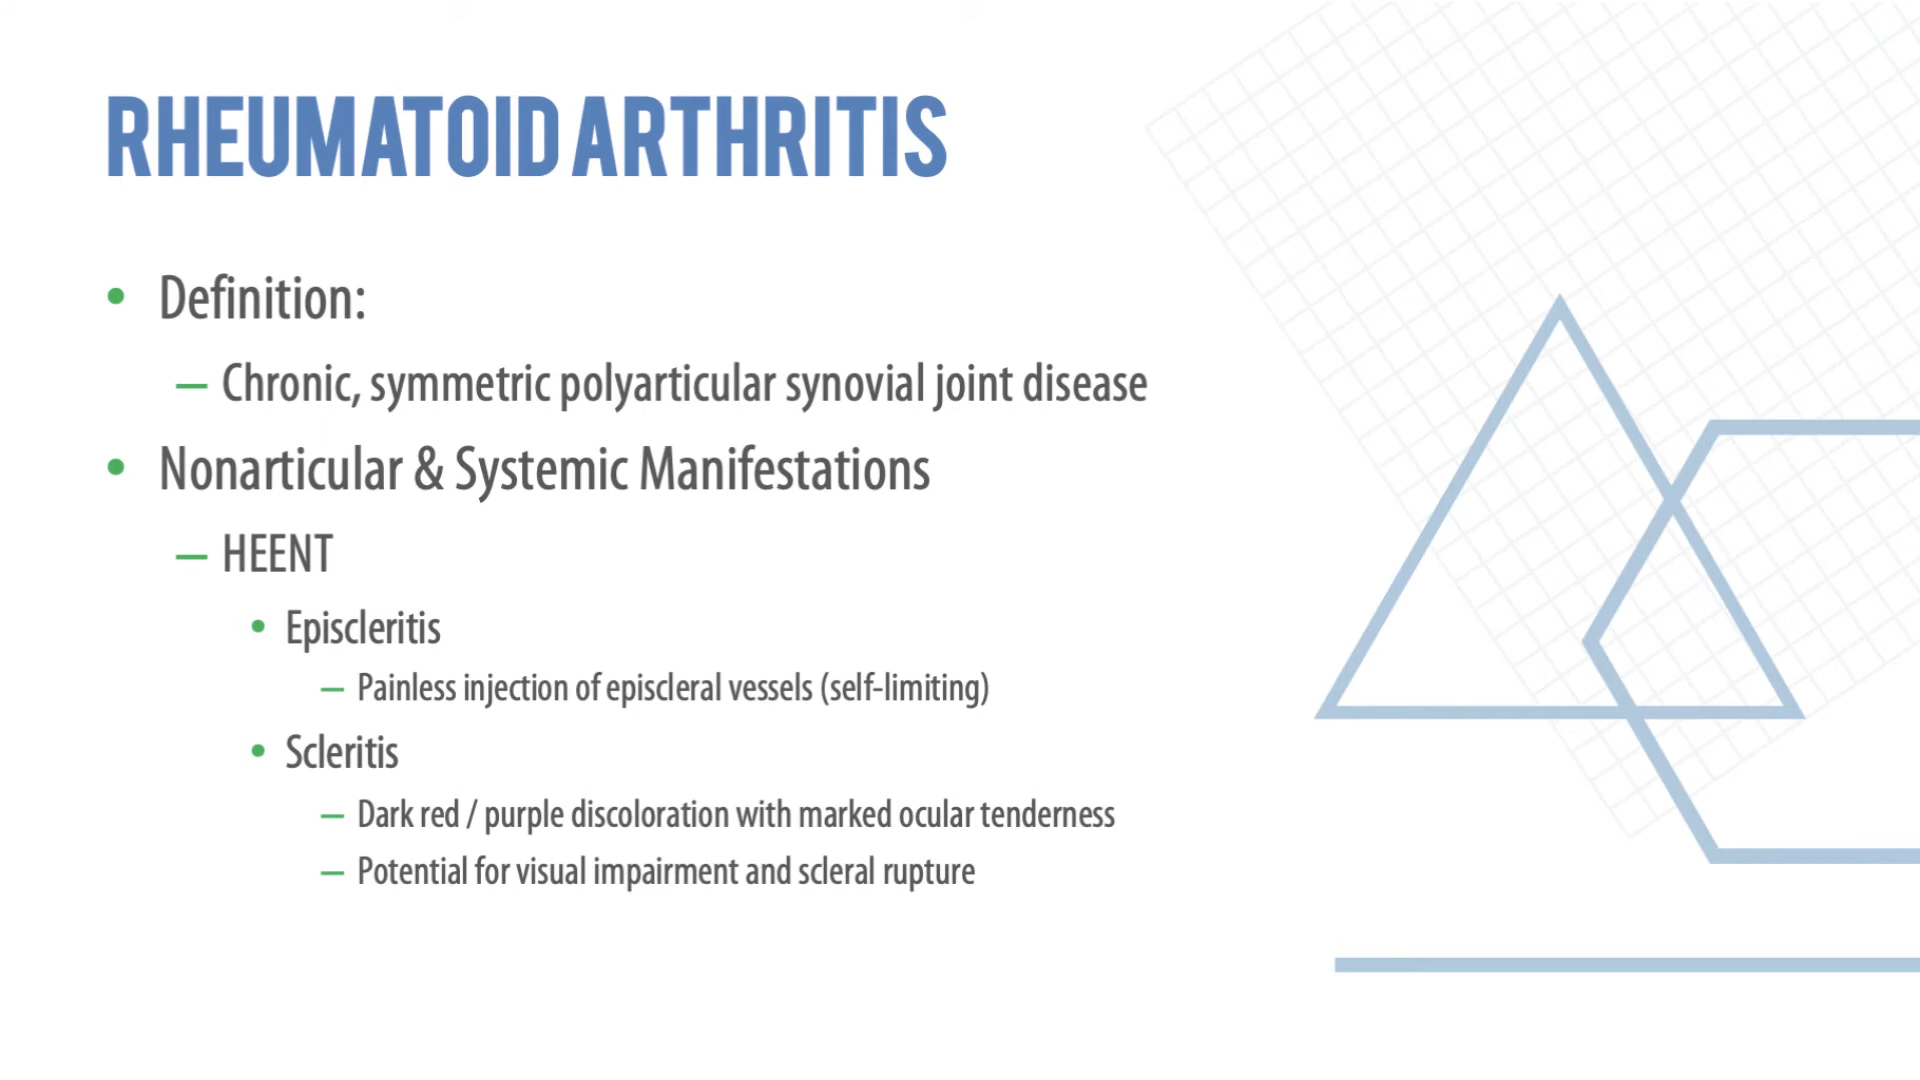 RHEUMATOID ARTHRITIS
• Definition:
– Chronic, symmetric polyarticular synovial joint disease
• Nonarticular & Systemic Manifestations
– HEENT
• Episcleritis
– Painless injection of episcleral vessels (self-limiting)
• Scleritis
– Dark red / purple discoloration with marked ocular tenderness
– Potential for visual impairment and scleral rupture